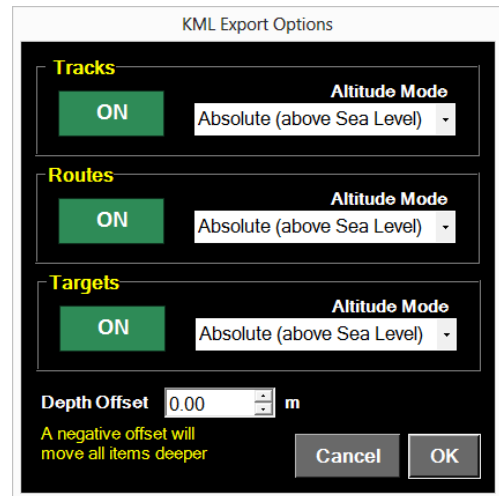 KML Export Options
Tracks
Altitude Mode
ON
Absolute (above Sea Level)
Routes
Altitude Mode
ON
Absolute (above Sea Level)
Targets
Altitude Mode
ON
Absolute (above Sea Level)
Depth Offset 0.00 m
A negative offset will
move all items deeper
Cancel OK